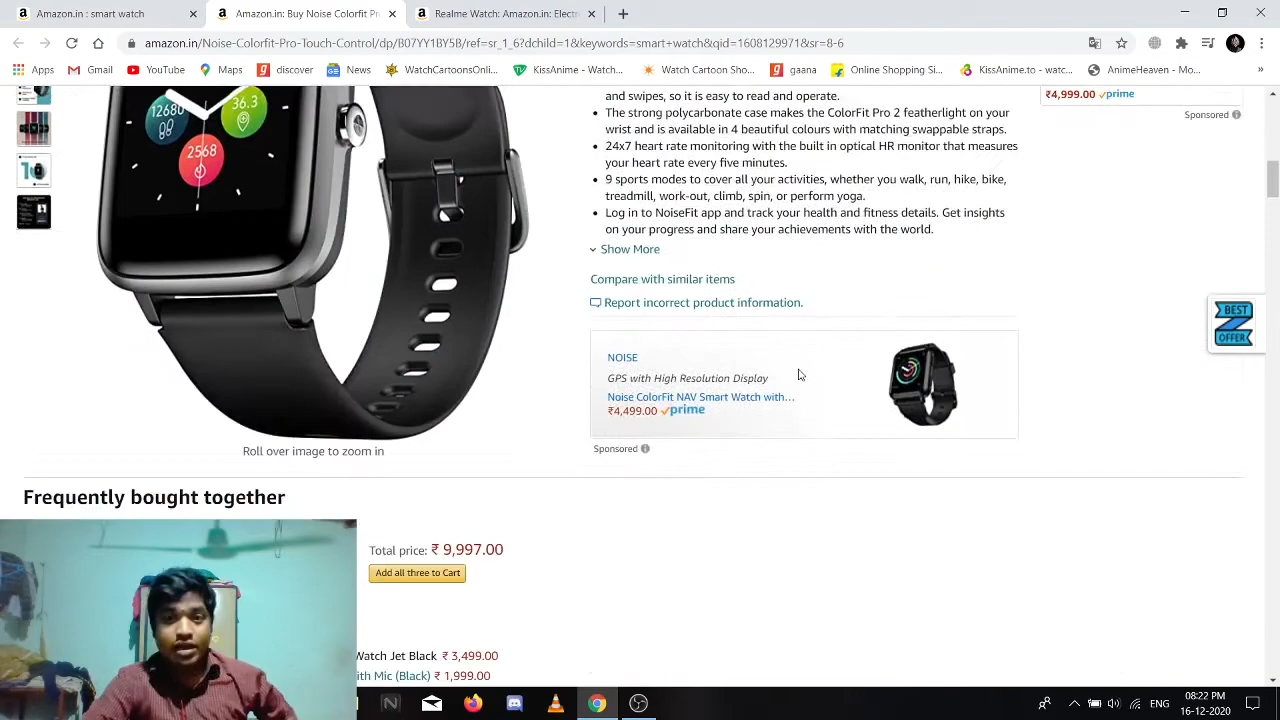 Amazon.in : smart watch
Amazon.in: Buy Noise Colorfit Pr
Realme Watch: Amazon.in: Electr
amazon.in/Noise-Colorfit-Pro-Touch-Control/dp/B07YY1BY5B/ref=sr_1_6?dchild=1&keywords=smart+watch&qid=1608129971&sr=8-6
Apps
Gmail
YouTube
Maps
discover
News
WatchCartoonsOnli...
KissAnime - Watch...
Watch Cartoon Sho...
gaana
Online Shopping Si...
KissAnime.to - watc...
AnimeHeaven - Mo...
₹4,999.00 prime
Sponsored
and swipes, so it is easy to read and operate.
The strong polycarbonate case makes the ColorFit Pro 2 featherlight on your
wrist and is available in 4 beautiful colours with matching swappable straps.
24x7 heart rate monitoring with the built in optical HR monitor that measures
your heart rate every five minutes.
9 sports modes to cover all your activities, whether you walk, run, hike, bike,
treadmill, work-out, climb, spin, or perform yoga.
Log in to NoiseFit app and track your health and fitness details. Get insights
on your progress and share your achievements with the world.
Show More
Compare with similar items
Report incorrect product information.
12680
36.3
2568
BEST
OFFER
NOISE
GPS with High Resolution Display
Noise ColorFit NAV Smart Watch with...
₹4,499.00 prime
Sponsored
Roll over image to zoom in
Frequently bought together
Total price: ₹ 9,997.00
Add all three to Cart
Watch Jet Black ₹ 3,499.00
ith Mic (Black) ₹ 1,999.00
ENG
08:22 PM
16-12-2020